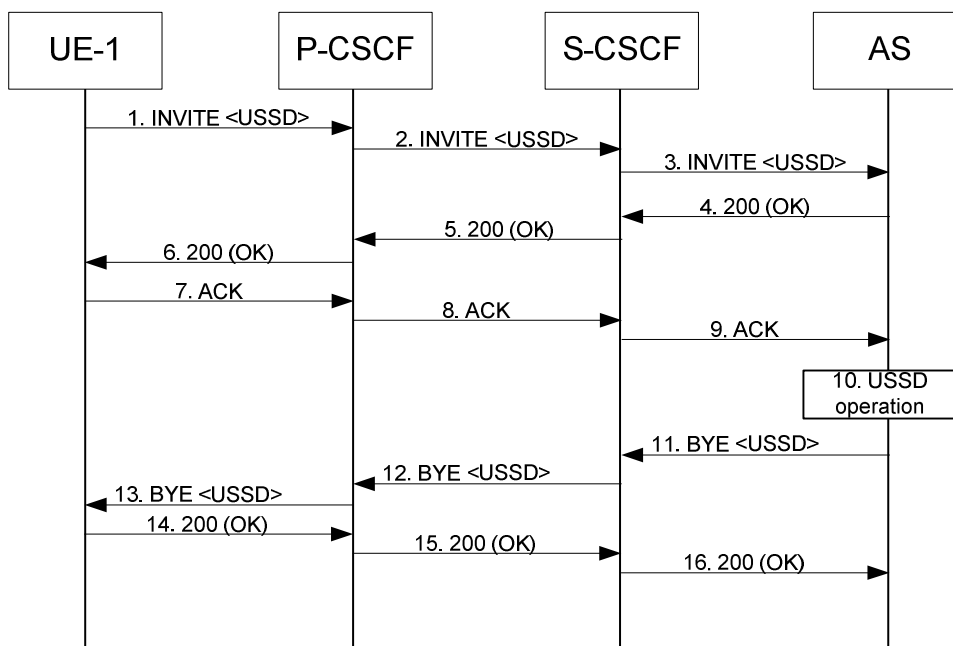 UE-1
P-CSCF
S-CSCF
AS
1. INVITE <USSD>
2. INVITE <USSD>
3. INVITE <USSD>
4. 200 (OK)
5. 200 (OK)
6. 200 (OK)
7. ACK
8. ACK
9. ACK
10. USSD
operation
11. BYE <USSD>
12. BYE <USSD>
13. BYE <USSD>
14. 200 (OK)
15. 200 (OK)
16. 200 (OK)